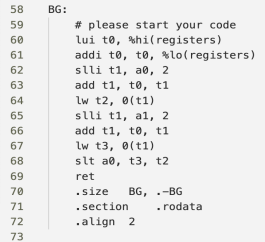 58 BG:
59 # please start your code
60 lui t0, %hi(registers)
61 addi t0, t0, %lo(registers)
62 slli t1, a0, 2
63 add t1, t0, t1
64 lw t2, 0(t1)
65 slli t1, a1, 2
66 add t1, t0, t1
67 lw t3, 0(t1)
68 slt a0, t3, t2
69 ret
70 .size BG, .-BG
71 .section .rodata
72 .align 2
73